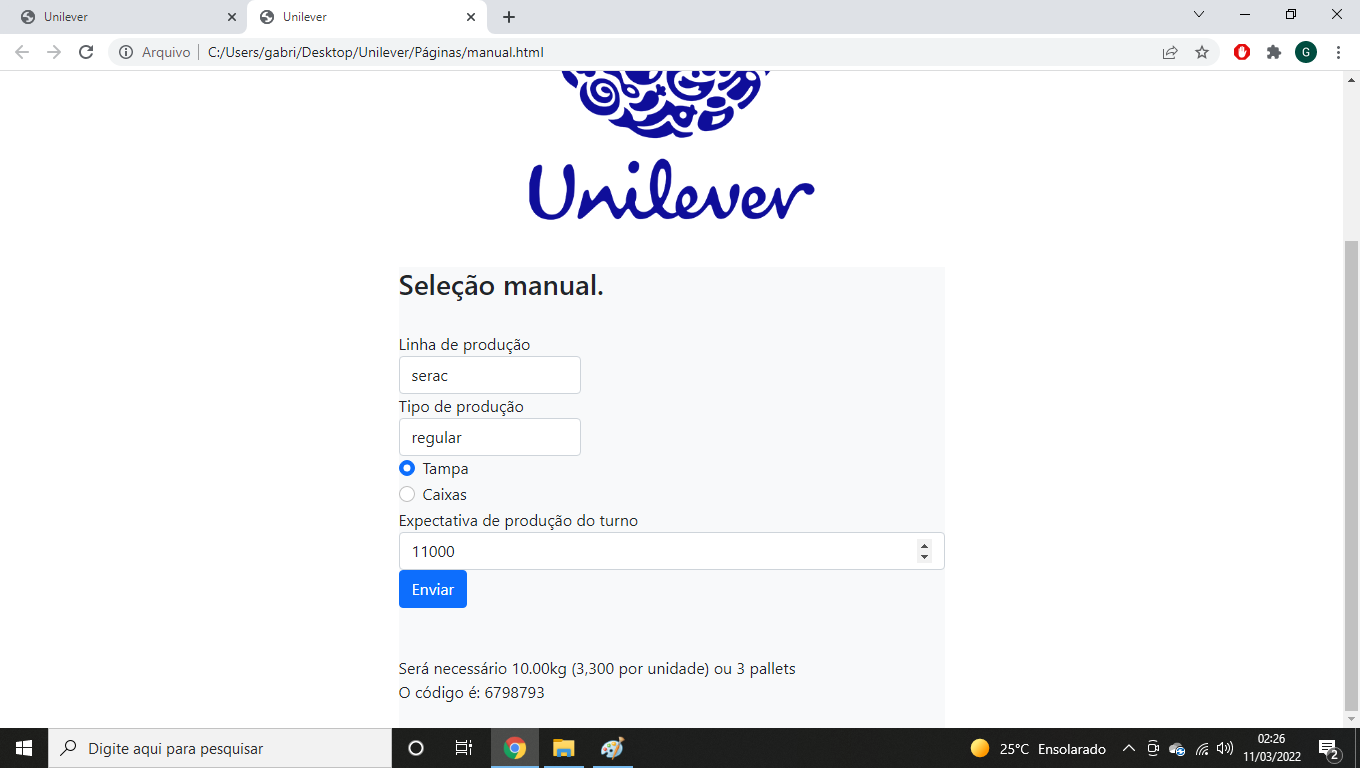 Unilever
Unilever
Arquivo
C:/Users/gabri/Desktop/Unilever/Páginas/manual.html
G
Unilever
Seleção manual.
Linha de produção
serac
Tipo de produção
regular
Tampa
Caixas
Expectativa de produção do turno
11000
Enviar
Será necessário 10.00kg (3,300 por unidade) ou 3 pallets
O código é: 6798793
Digite aqui para pesquisar
25°C Ensolarado
02:26
11/03/2022
2